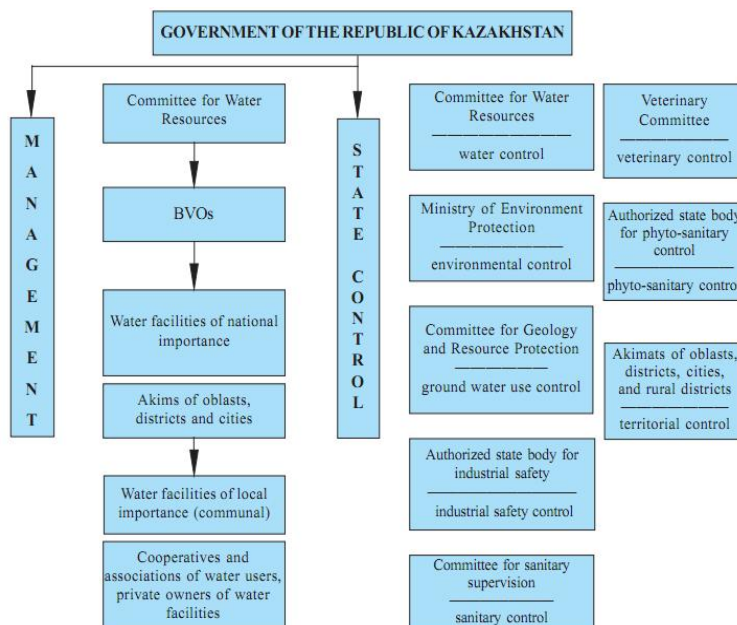 GOVERNMENT OF THE REPUBLIC OF KAZAKHSTAN
MANAGEMENT
Committee for Water
Resources
BVOs
Water facilities of national
importance
Akims of oblasts,
districts and cities
Water facilities of local
importance (communal)
Cooperatives and
associations of water users,
private owners of water
facilities
STATE CONTROL
Committee for Water
Resources
water control
Ministry of Environment
Protection
environmental control
Committee for Geology
and Resource Protection
ground water use control
Authorized state body for
industrial safety
industrial safety control
Committee for sanitary
supervision
sanitary control
Veterinary
Committee
veterinary control
Authorized state body
for phyto-sanitary
control
phyto-sanitary control
Akimats of oblasts,
districts, cities,
and rural districts
territorial control